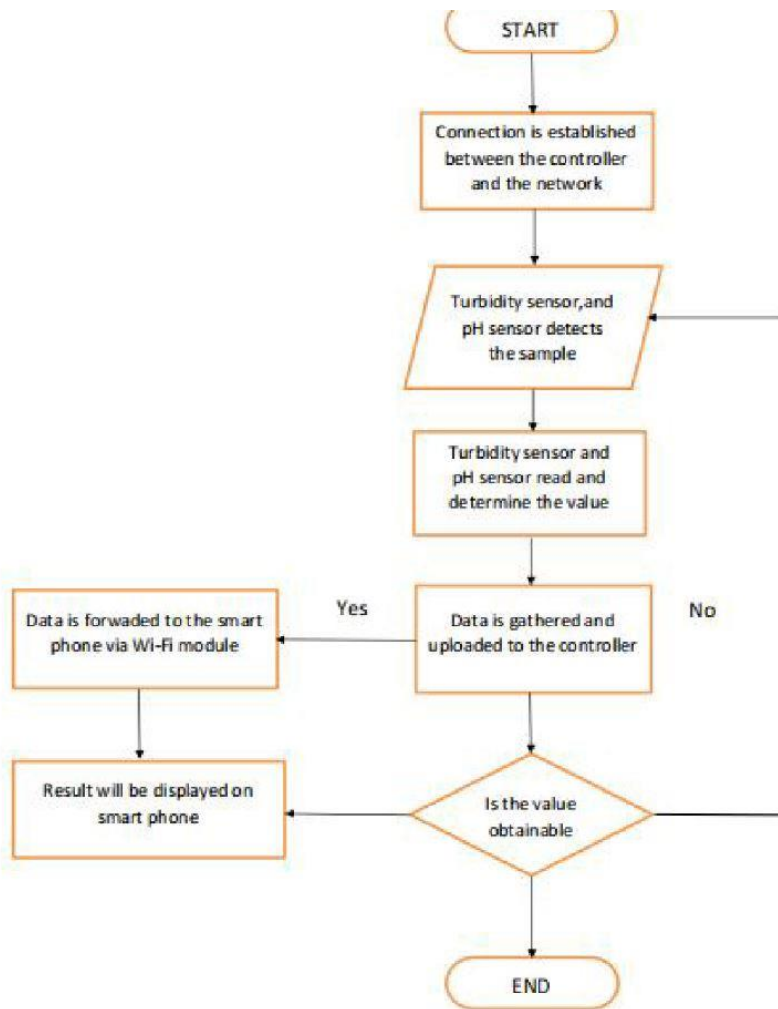 START
Connection is established
between the controller
and the network
Turbidity sensor,and
pH sensor detects
the sample
Turbidity sensor and
pH sensor read and
determine the value
Data is forwaded to the smart
phone via Wi-Fi module
Yes
Data is gathered and
uploaded to the controller
No
Result will be displayed on
smart phone
Is the value
obtainable
END